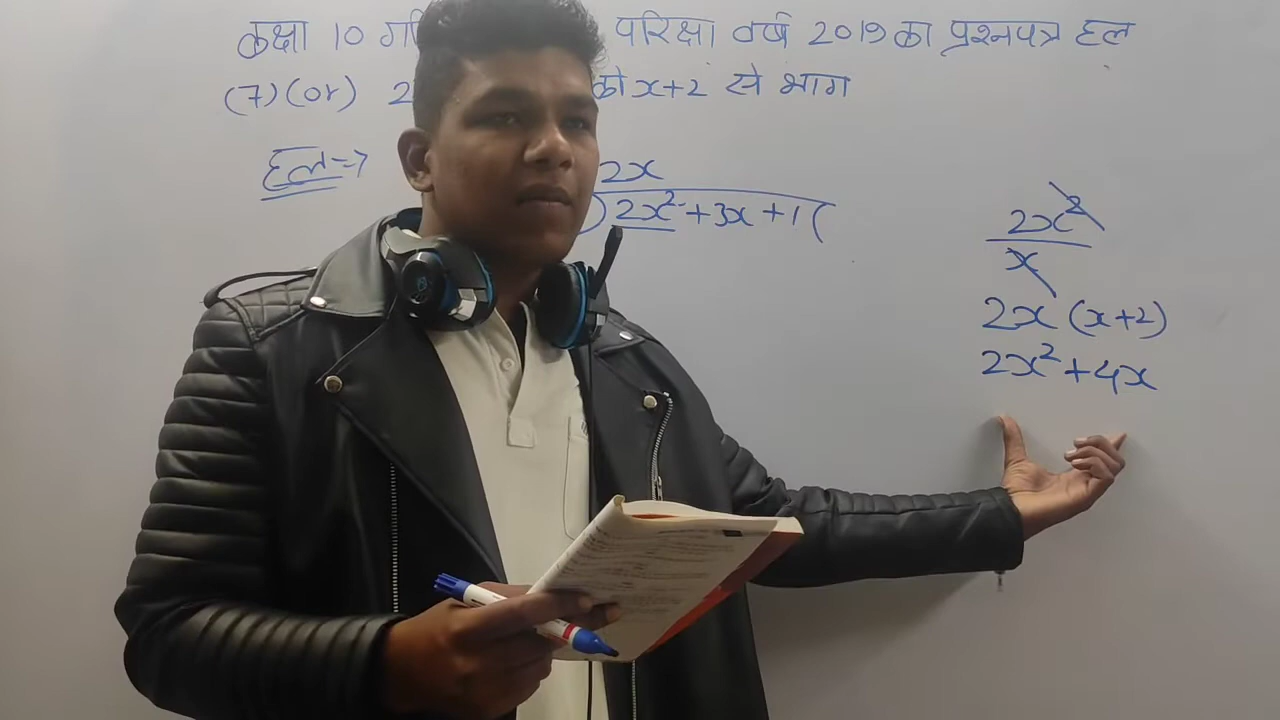 कक्षा 10 परिक्षा वर्ष 2019 का प्रश्नपत्र हल
(7) (or) 2 को x+2 से भाग
हल =>
2x
) 2x² + 3x + 1 (
2x²
x
2x (x+2)
2x² + 4x